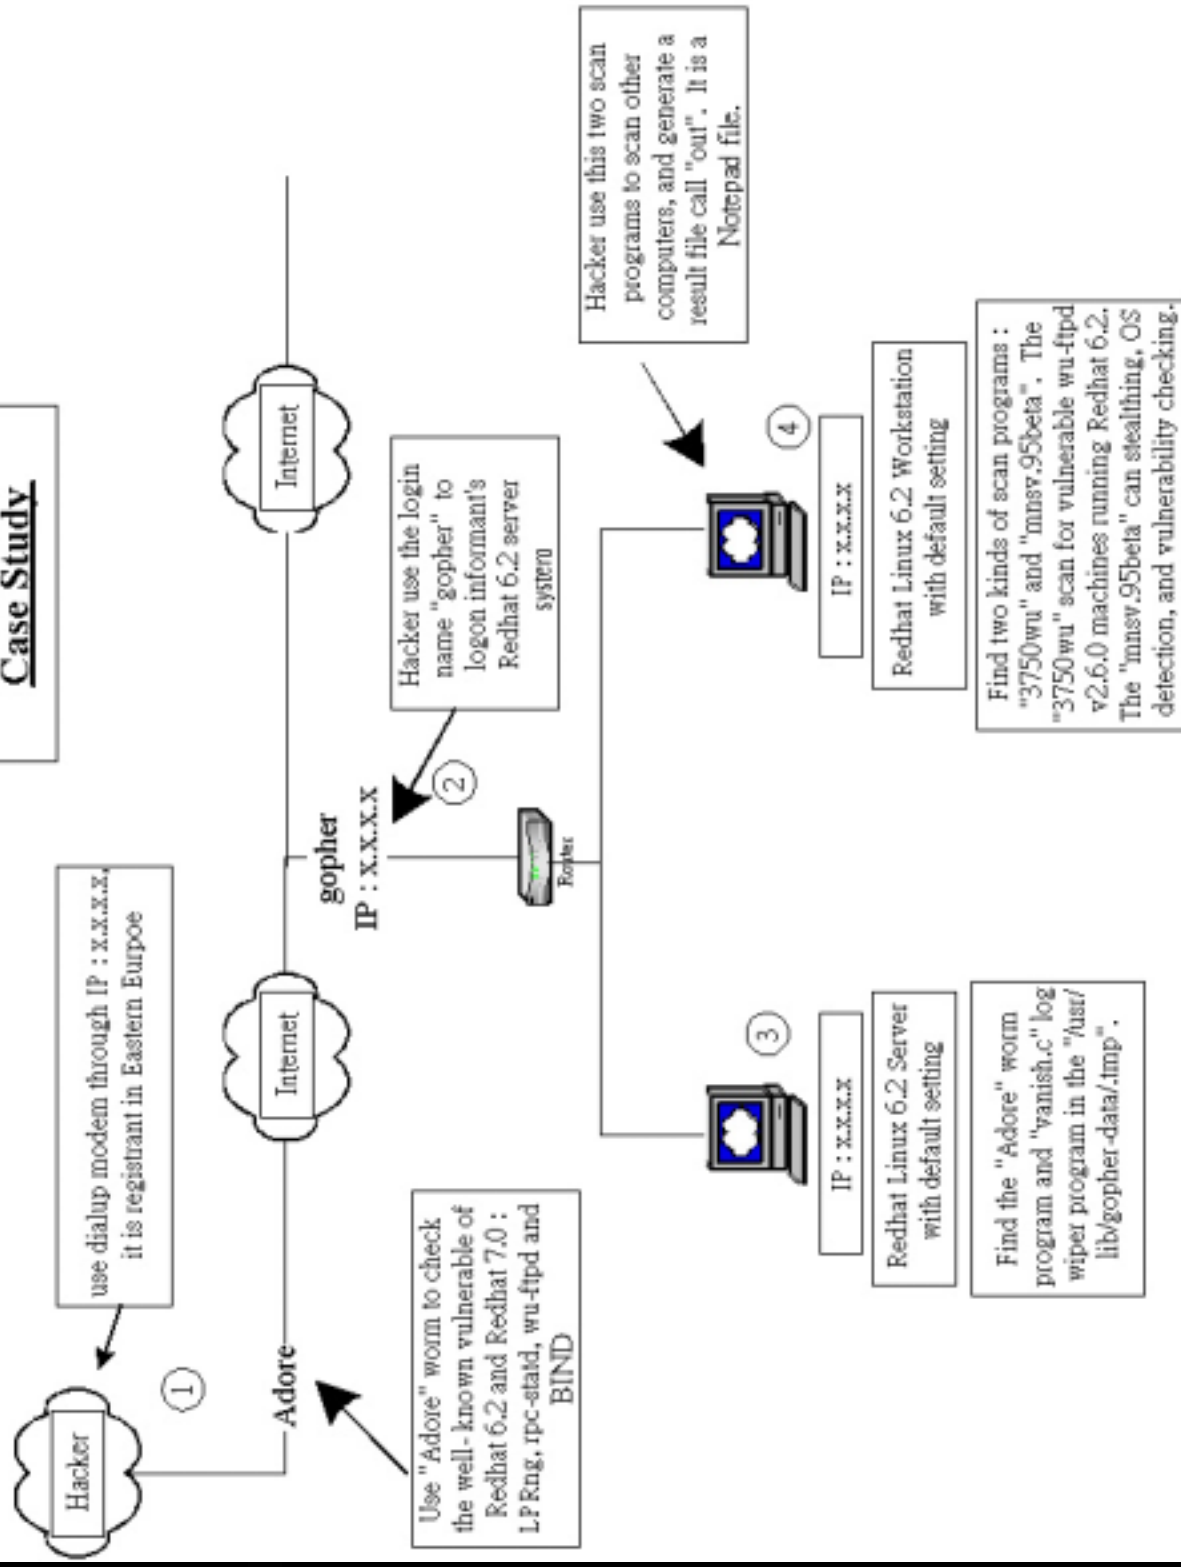 Case Study
Hacker
use dialup modem through IP : x.x.x.x,
it is registrant in Eastern Eurpoe
1
Adore
Use "Adore" worm to check
the well- known vulnerable of
Redhat 6.2 and Redhat 7.0 :
LPRng, rpc-statd, wu-ftpd and
BIND
Internet
gopher
IP : x.x.x.x
2
Hacker use the login
name "gopher" to
logon informant's
Redhat 6.2 server
system
Internet
Router
3
IP : x.x.x.x
Redhat Linux 6.2 Server
with default setting
Find the "Adore" worm
program and "vanish.c" log
wiper program in the "/usr/
lib/gopher-data/.tmp".
Hacker use this two scan
programs to scan other
computers, and generate a
result file call "out". It is a
Notepad file.
4
IP : x.x.x.x
Redhat Linux 6.2 Workstation
with default setting
Find two kinds of scan programs :
"3750wu" and "mnsv.95beta". The
"3750wu" scan for vulnerable wu-ftpd
v2.6.0 machines running Redhat 6.2.
The "mnsv.95beta" can stealthing, OS
detection, and vulnerability checking.